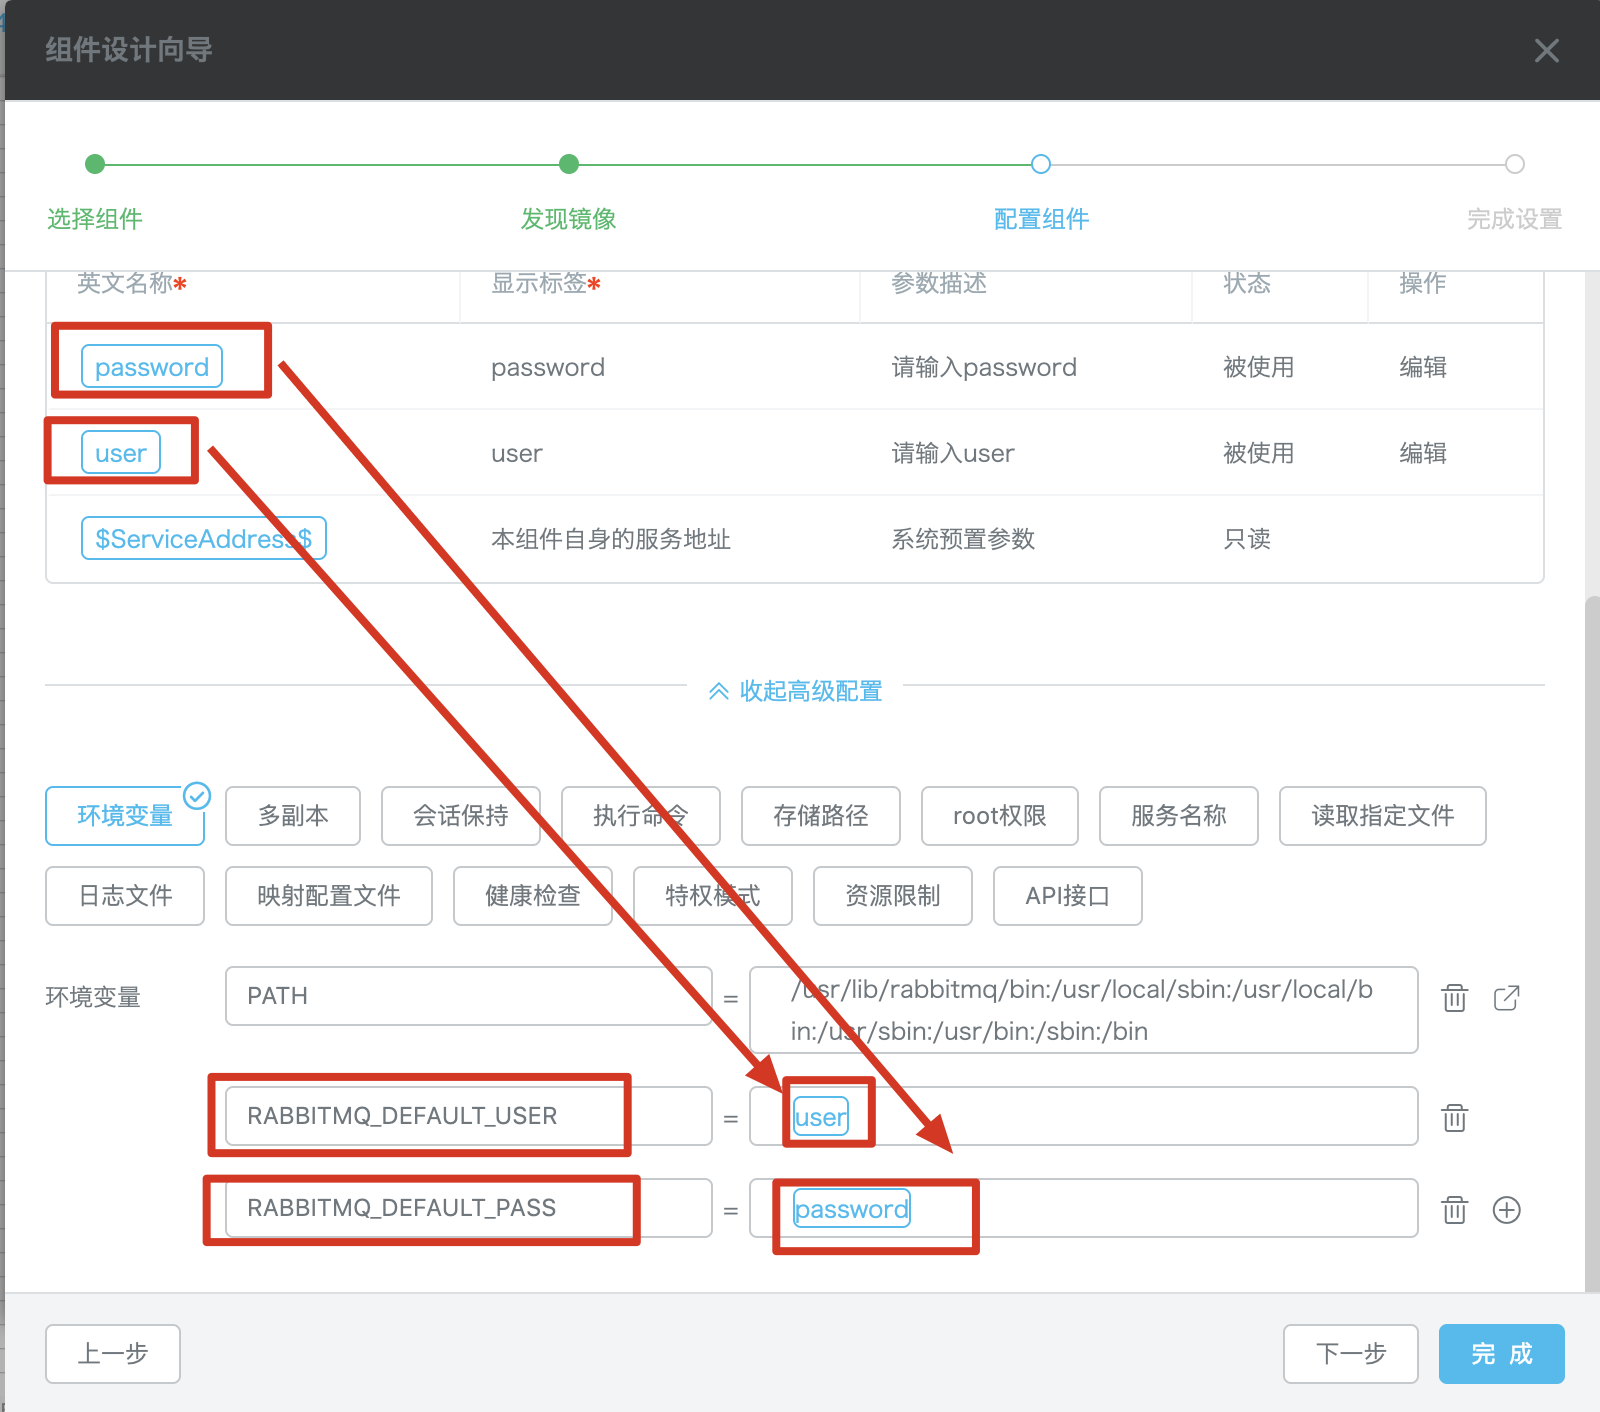 组件设计向导
选择组件 发现镜像 配置组件 完成设置
英文名称* 显示标签* 参数描述 状态 操作
password password 请输入password 被使用 编辑
user user 请输入user 被使用 编辑
$ServiceAddress$ 本组件自身的服务地址 系统预置参数 只读
收起高级配置
环境变量 多副本 会话保持 执行命令 存储路径 root权限 服务名称 读取指定文件
日志文件 映射配置文件 健康检查 特权模式 资源限制 API接口
环境变量 PATH = /usr/lib/rabbitmq/bin:/usr/local/sbin:/usr/local/b
in:/usr/sbin:/usr/bin:/sbin:/bin
RABBITMQ_DEFAULT_USER = user
RABBITMQ_DEFAULT_PASS = password
上一步 下一步 完 成